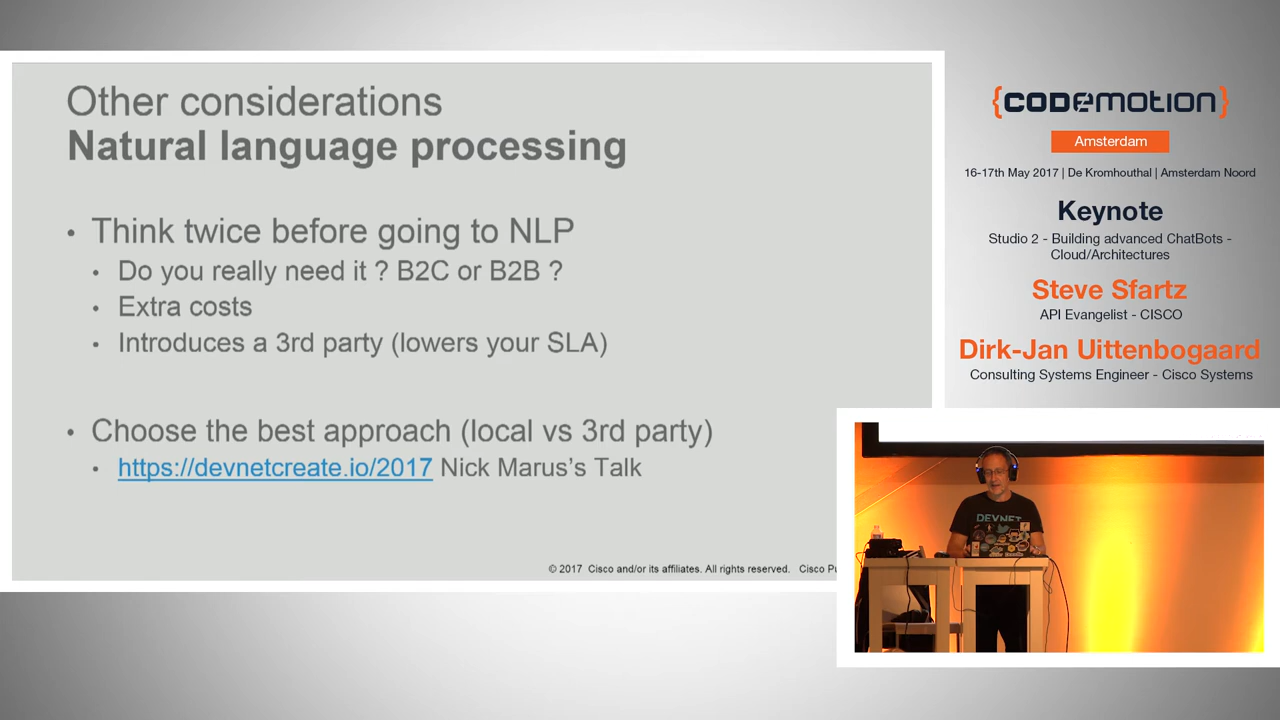 Other considerations
Natural language processing
• Think twice before going to NLP
• Do you really need it ? B2C or B2B ?
• Extra costs
• Introduces a 3rd party (lowers your SLA)
• Choose the best approach (local vs 3rd party)
• https://devnetcreate.io/2017 Nick Marus's Talk
© 2017 Cisco and/or its affiliates. All rights reserved. Cisco Pu
{CODEMOTION}
Amsterdam
16-17th May 2017 | De Kromhouthal | Amsterdam Noord
Keynote
Studio 2 - Building advanced ChatBots -
Cloud/Architectures
Steve Sfartz
API Evangelist - CISCO
Dirk-Jan Uittenbogaard
Consulting Systems Engineer - Cisco Systems
DEVNET